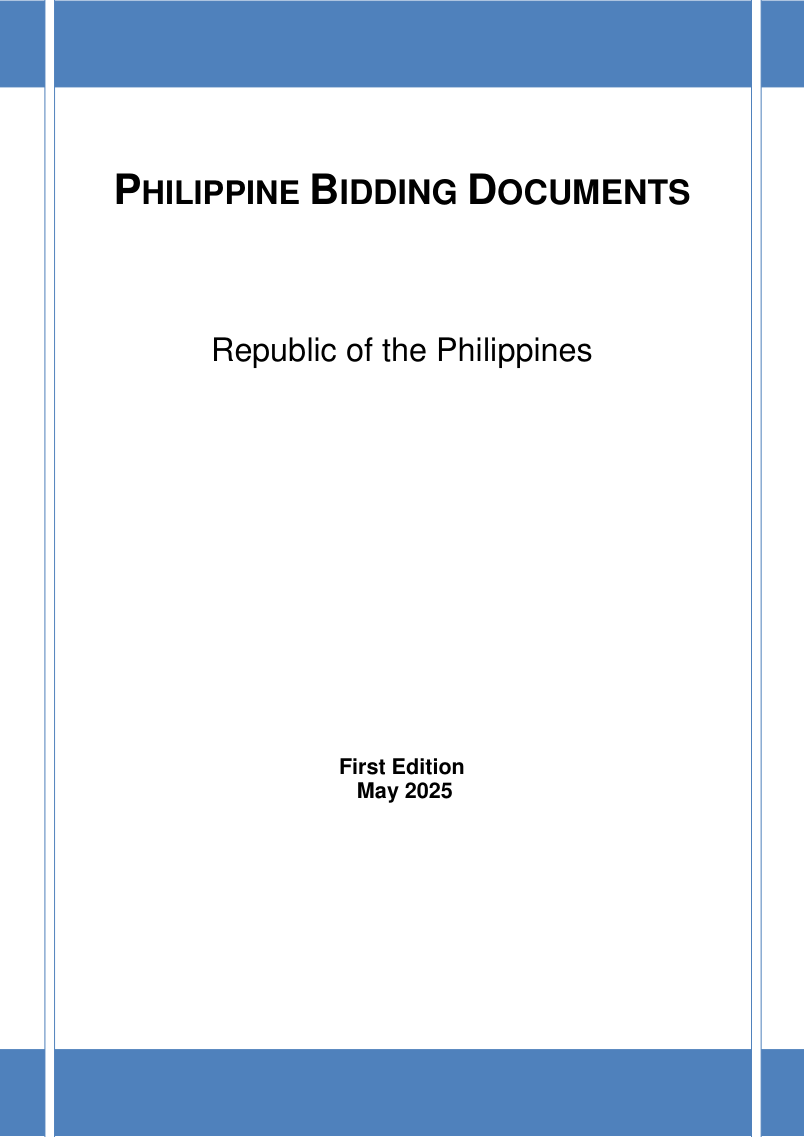 PHILIPPINE BIDDING DOCUMENTS
Republic of the Philippines
First Edition
May 2025